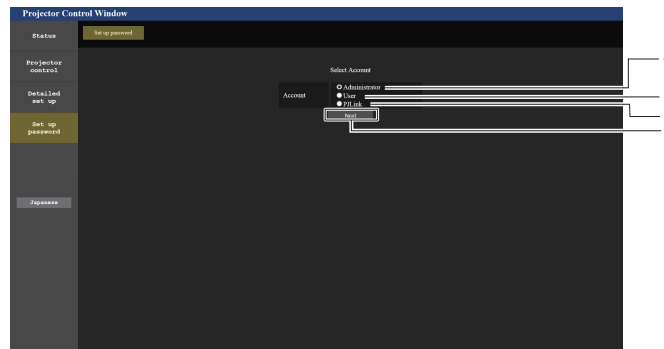 Projector Control Window
Status
Set up password
Projector
control
Select Account
Account
Administrator
User
PJLink
Next
Detailed
set up
Set up
password
Japanese